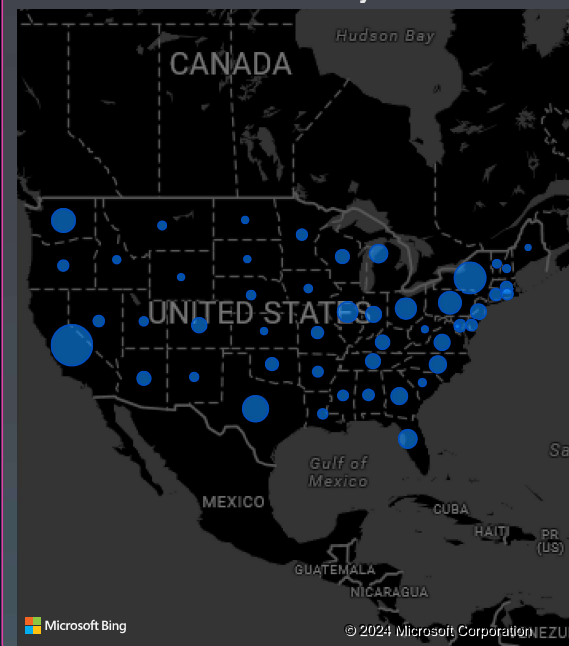 Hudson Bay
CANADA
UNITED STATES
Gulf of
Mexico
MEXICO
CUBA
HAITI
PR
(US)
GUATEMALA
NICARAGUA
Microsoft Bing
© 2024 Microsoft Corporation